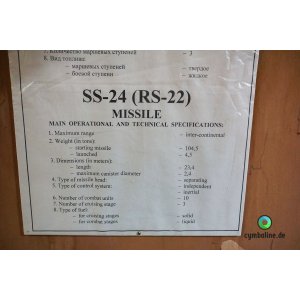 7. Количество маршевых ступеней - 3
8. Вид топлива:
– маршевых ступеней - твердое
– боевой ступени - жидкое
SS-24 (RS-22)
MISSILE
MAIN OPERATIONAL AND TECHNICAL SPECIFICATIONS:
1. Maximum range - inter-continental
2. Weight (in tons):
– starting missile - 104,5
– launched - 4,5
3. Dimensions (in meters):
– length - 23,4
– maximum canister diameter - 2,4
4. Type of missile head: - separating
5. Type of control system: - independent
- inertial
6. Number of combat units - 10
7. Number of cruising stage - 3
8. Type of fuel:
– for cruising stages - solid
– for combat stages - liquid
cymbaline.de